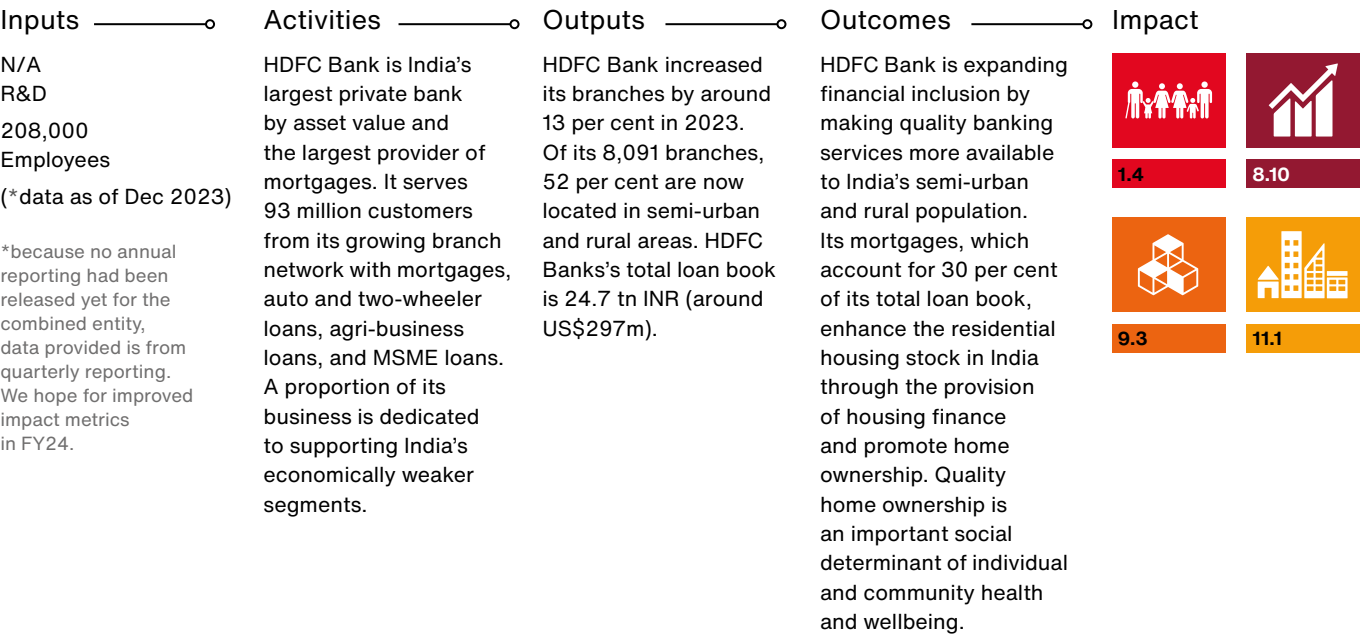 Inputs
N/A
R&D
208,000
Employees
(*data as of Dec 2023)
*because no annual
reporting had been
released yet for the
combined entity,
data provided is from
quarterly reporting.
We hope for improved
impact metrics
in FY24.
Activities
HDFC Bank is India's
largest private bank
by asset value and
the largest provider of
mortgages. It serves
93 million customers
from its growing branch
network with mortgages,
auto and two-wheeler
loans, agri-business
loans, and MSME loans.
A proportion of its
business is dedicated
to supporting India's
economically weaker
segments.
Outputs
HDFC Bank increased
its branches by around
13 per cent in 2023.
Of its 8,091 branches,
52 per cent are now
located in semi-urban
and rural areas. HDFC
Banks's total loan book
is 24.7 tn INR (around
US$297m).
Outcomes
HDFC Bank is expanding
financial inclusion by
making quality banking
services more available
to India's semi-urban
and rural population.
Its mortgages, which
account for 30 per cent
of its total loan book,
enhance the residential
housing stock in India
through the provision
of housing finance
and promote home
ownership. Quality
home ownership is
an important social
determinant of individual
and community health
and wellbeing.
Impact
1.4
8.10
9.3
11.1